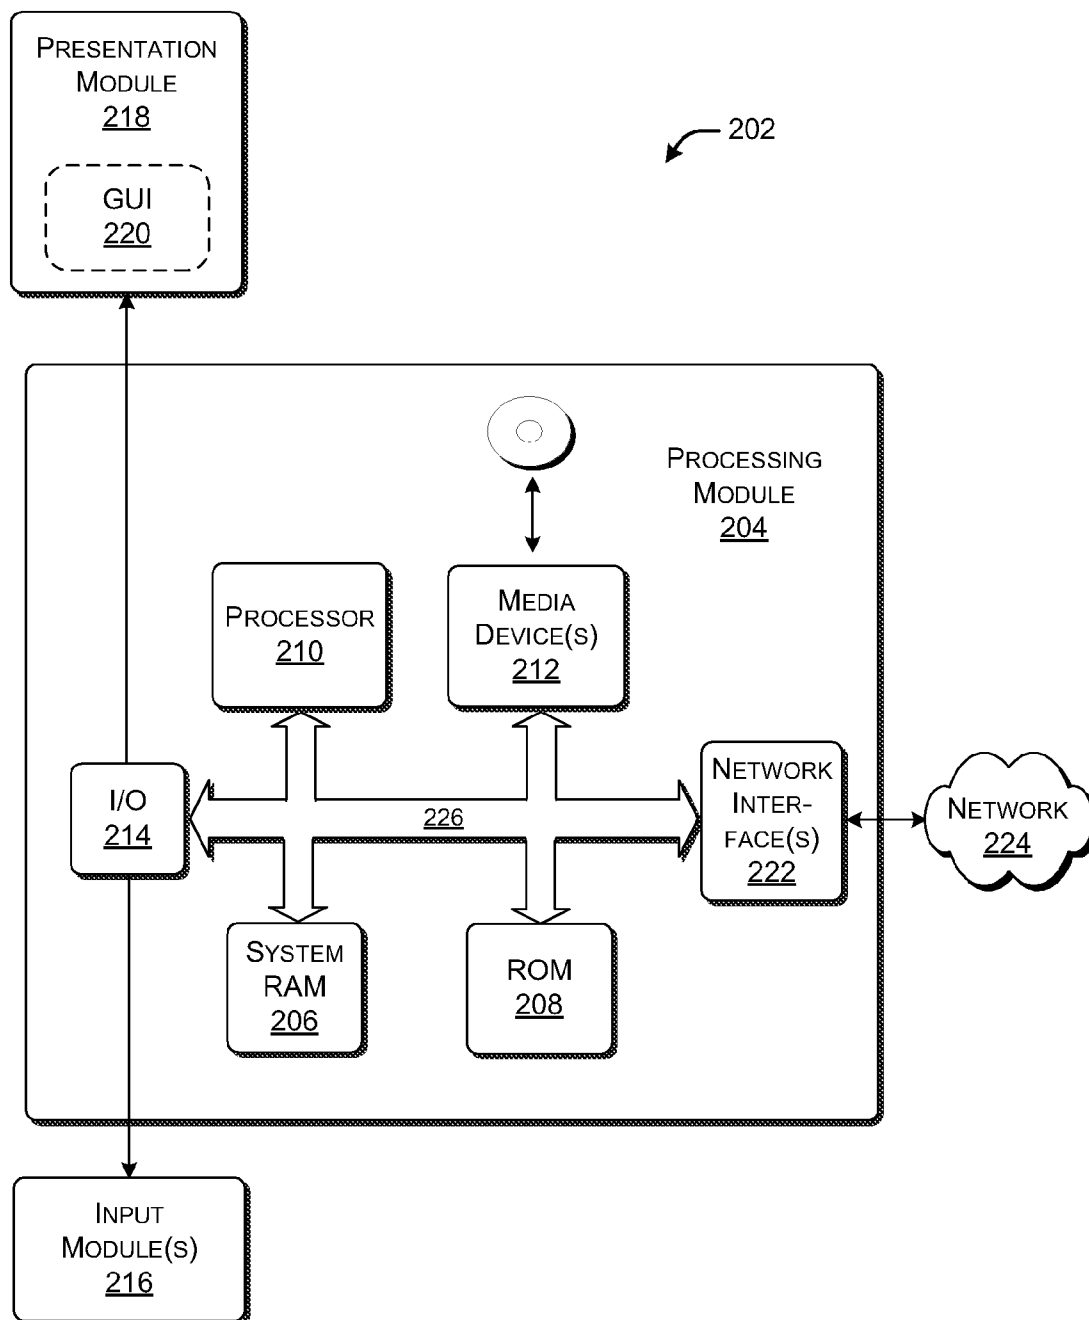 PRESENTATION
MODULE
218
GUI
220
202
PROCESSING
MODULE
204
PROCESSOR
210
MEDIA
DEVICE(S)
212
I/O
214
226
NETWORK
INTER-
FACE(S)
222
NETWORK
224
SYSTEM
RAM
206
ROM
208
INPUT
MODULE(S)
216